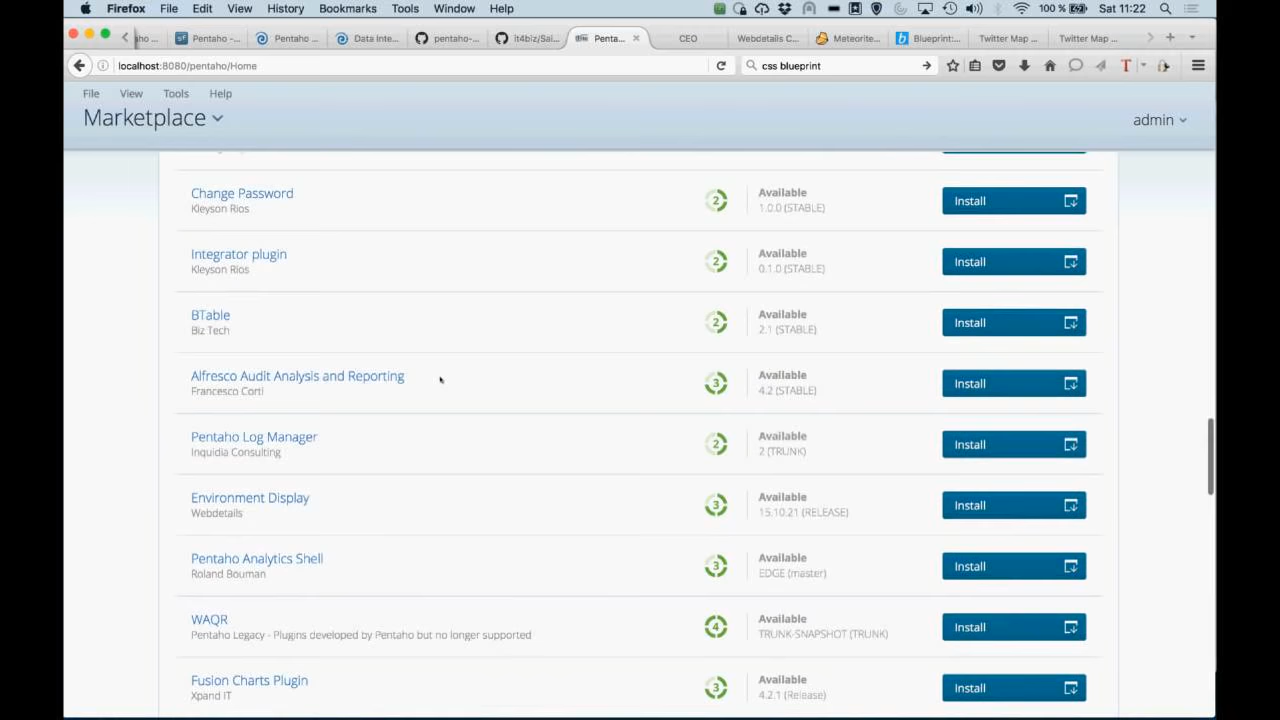 Firefox File Edit View History Bookmarks Tools Window Help 100 % Sat 11:22
ho ... Pentaho -... Pentaho ... Data Inte... pentaho-... it4biz/Sai... Penta... CEO Webdetails C... Meteorite... Blueprint:... Twitter Map ... Twitter Map ...
localhost:8080/pentaho/Home css blueprint
File View Tools Help
Marketplace admin
Change Password 2 Available Install
Kleyson Rios 1.0.0 (STABLE)
Integrator plugin 2 Available Install
Kleyson Rios 0.1.0 (STABLE)
BTable 2 Available Install
Biz Tech 2.1 (STABLE)
Alfresco Audit Analysis and Reporting 3 Available Install
Francesco Corti 4.2 (STABLE)
Pentaho Log Manager 2 Available Install
Inquidia Consulting 2 (TRUNK)
Environment Display 3 Available Install
Webdetails 15.10.21 (RELEASE)
Pentaho Analytics Shell 3 Available Install
Roland Bouman EDGE (master)
WAQR 4 Available Install
Pentaho Legacy - Plugins developed by Pentaho but no longer supported TRUNK-SNAPSHOT (TRUNK)
Fusion Charts Plugin 3 Available Install
Xpand IT 4.2.1 (Release)